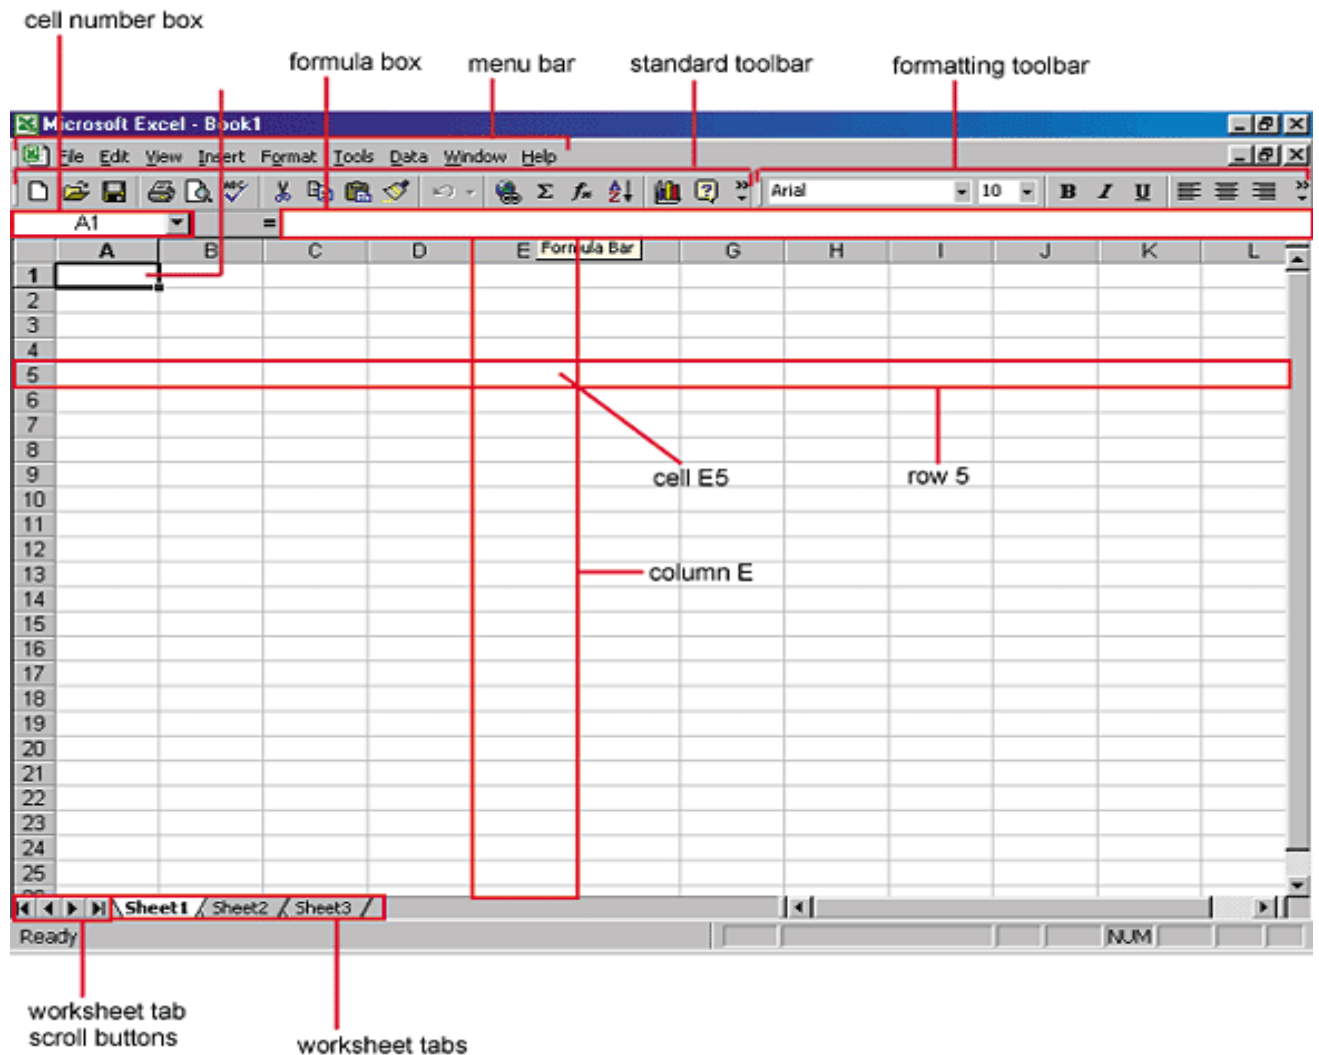 cell number box
formula box
menu bar
standard toolbar
formatting toolbar
Microsoft Excel - Book1
File Edit View Insert Format Tools Data Window Help
Arial 10 B I U
A1 =
Formula Bar
A B C D E G H I J K L
1
2
3
4
5
6
7
8
9
10
11
12
13
14
15
16
17
18
19
20
21
22
23
24
25
cell E5
row 5
column E
Sheet1 Sheet2 Sheet3
Ready NUM
worksheet tab
scroll buttons
worksheet tabs